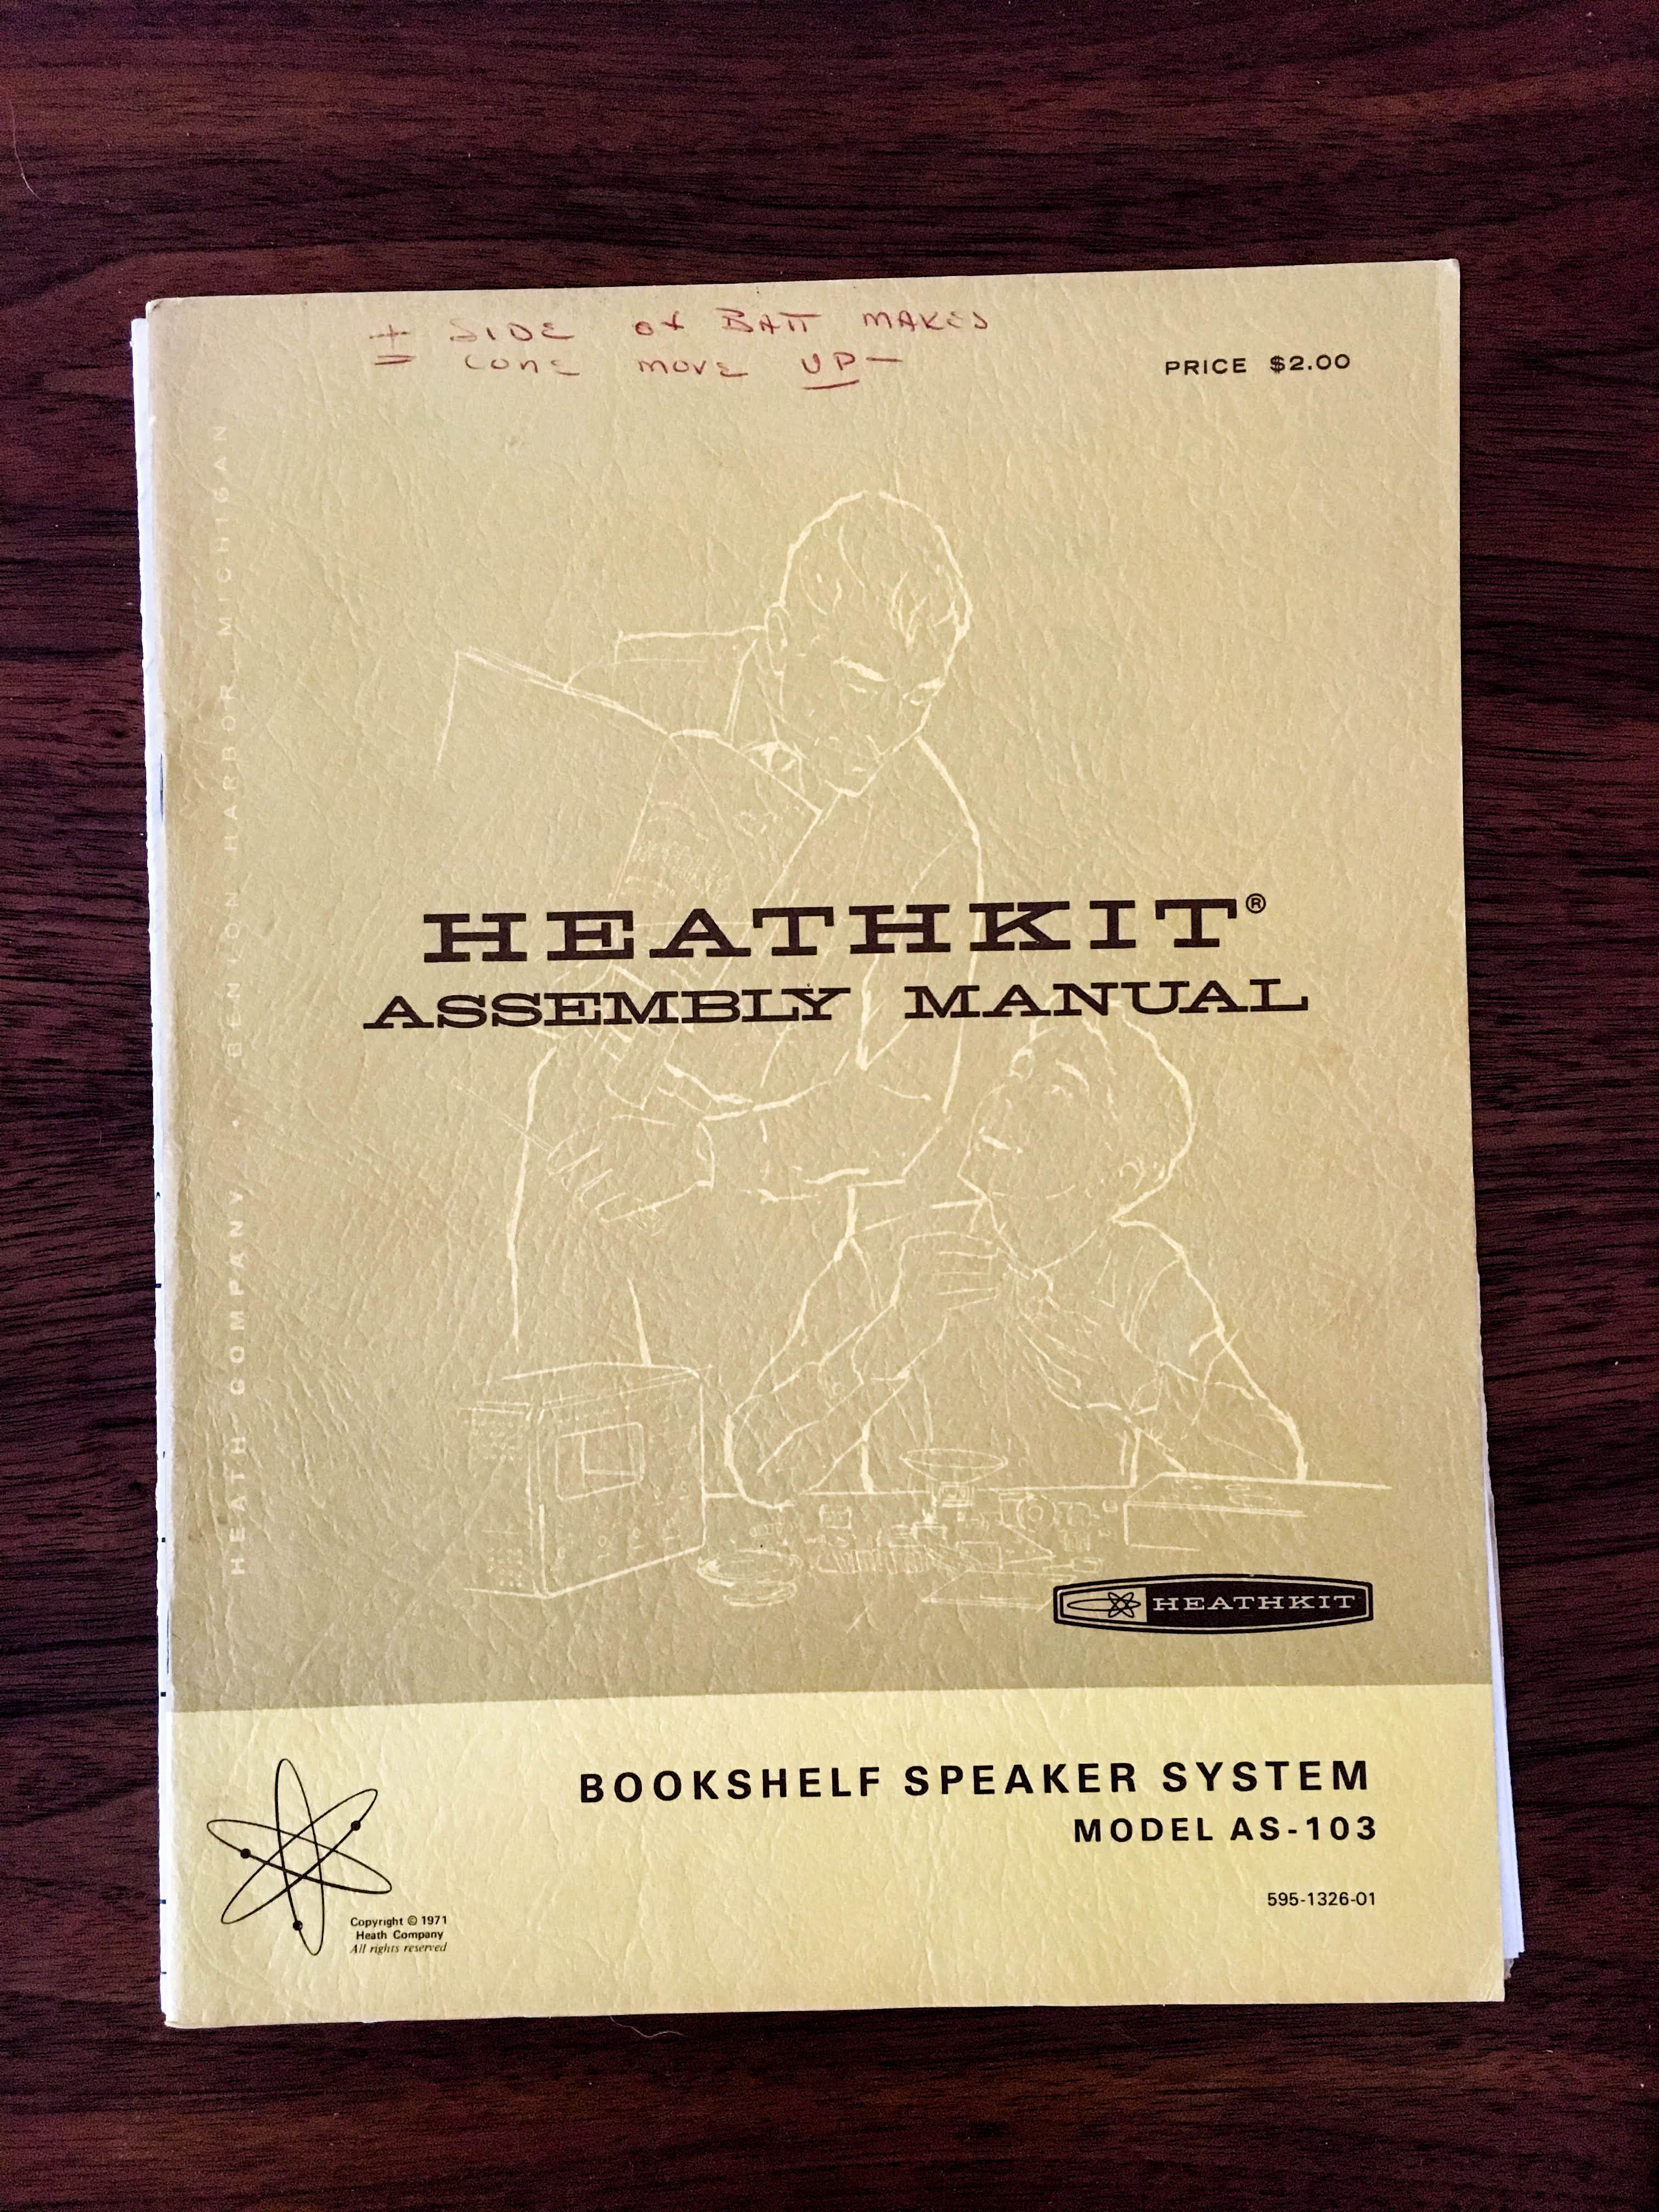 + SIDE of BATT MAKES
= CONE MOVE UP—
PRICE $2.00
HEATH COMPANY • BENTON HARBOR, MICHIGAN
HEATHKIT®
ASSEMBLY MANUAL
HEATHKIT
BOOKSHELF SPEAKER SYSTEM
MODEL AS-103
595-1326-01
Copyright © 1971
Heath Company
All rights reserved